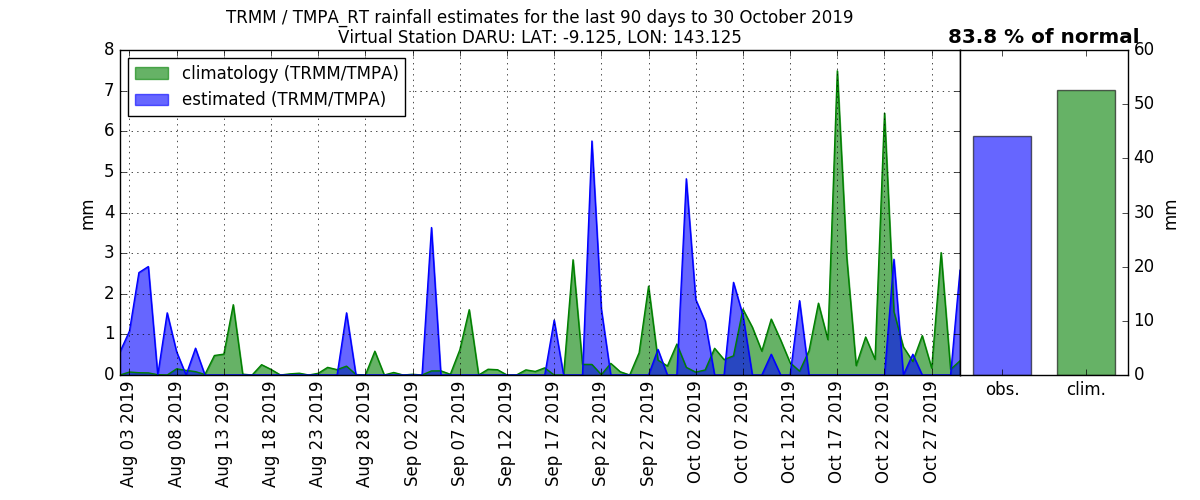 TRMM / TMPA_RT rainfall estimates for the last 90 days to 30 October 2019
Virtual Station DARU: LAT: -9.125, LON: 143.125
83.8 % of normal
climatology (TRMM/TMPA)
estimated (TRMM/TMPA)
8
7
6
5
4
3
2
1
0
mm
Aug 03 2019
Aug 08 2019
Aug 13 2019
Aug 18 2019
Aug 23 2019
Aug 28 2019
Sep 02 2019
Sep 07 2019
Sep 12 2019
Sep 17 2019
Sep 22 2019
Sep 27 2019
Oct 02 2019
Oct 07 2019
Oct 12 2019
Oct 17 2019
Oct 22 2019
Oct 27 2019
obs.
clim.
60
50
40
30
20
10
0
mm